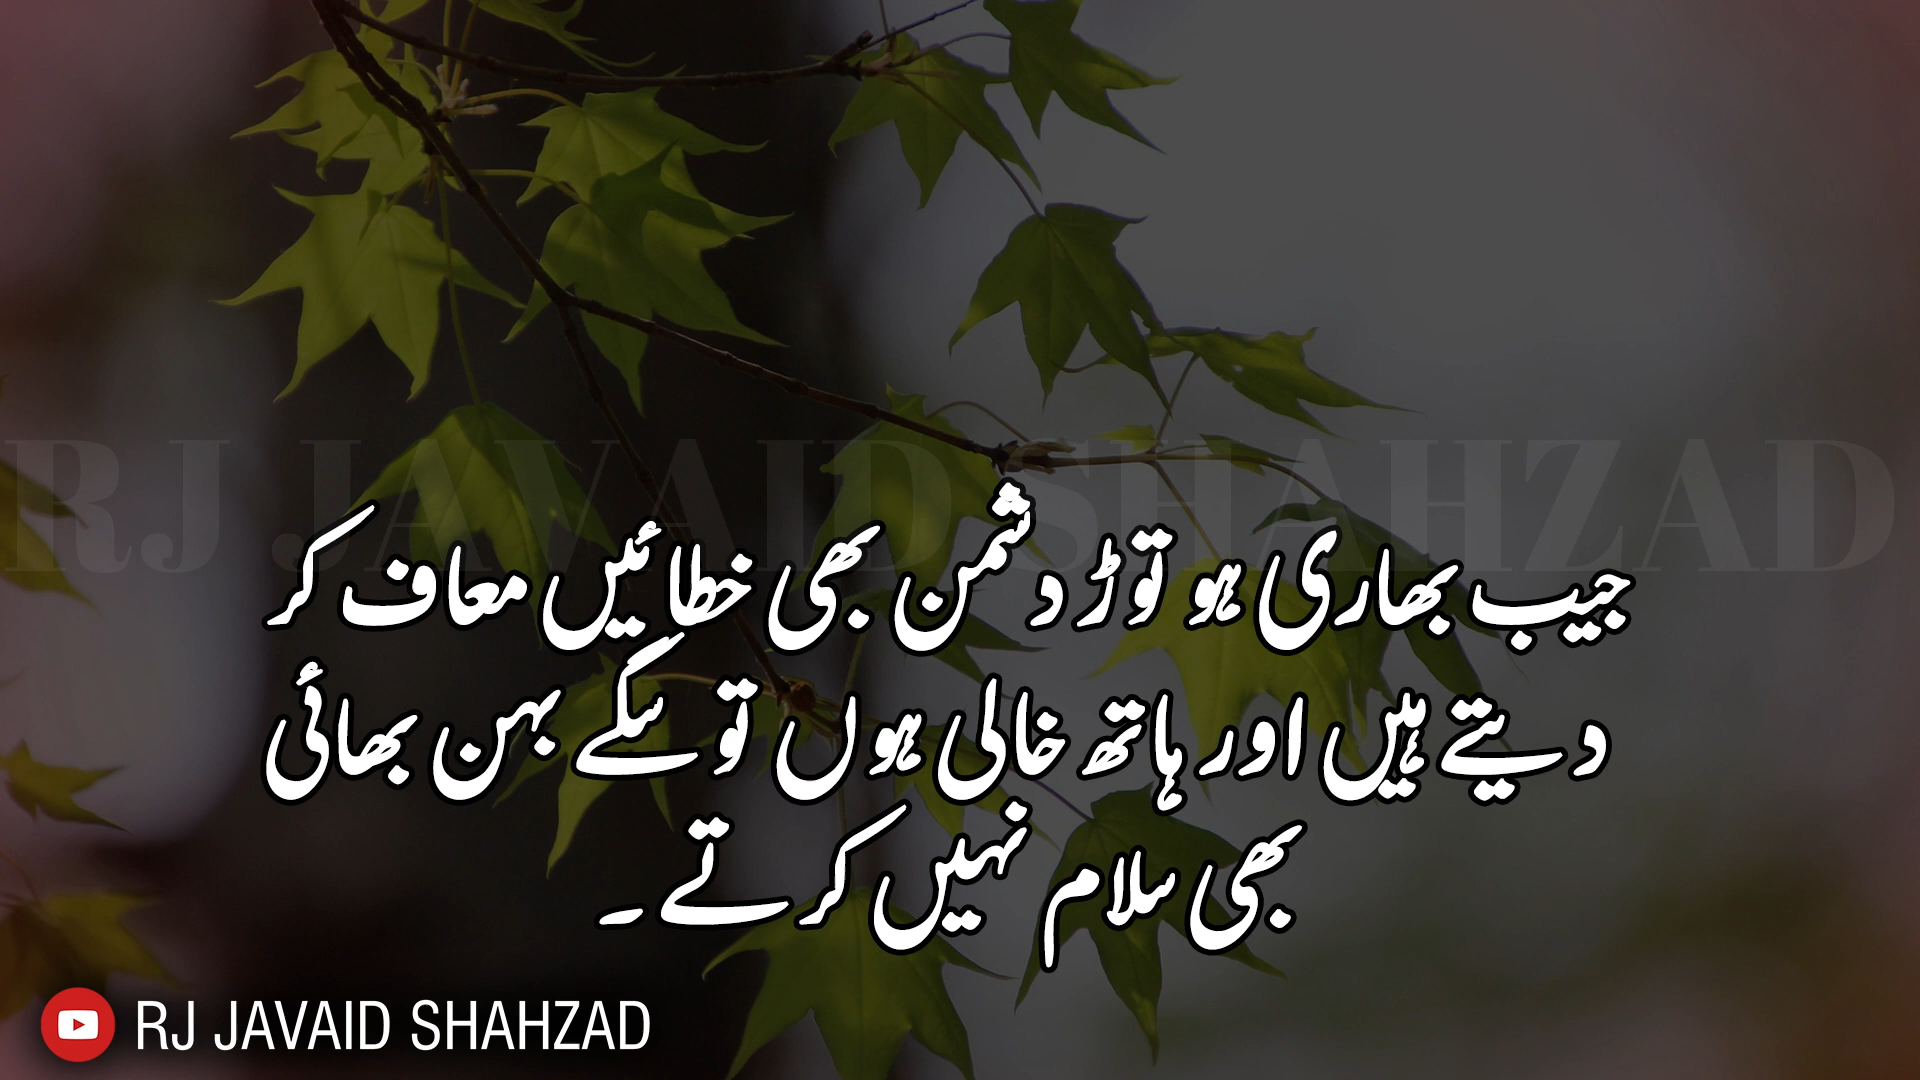 RJ JAVAID SHAHZAD
جیب بھاری ہو توڑ دشمن بھی خطائیں معاف کر
دیتے ہیں اور ہاتھ خالی ہوں تو سگے بہن بھائی
بھی سلام نہیں کرتے ۔
RJ JAVAID SHAHZAD